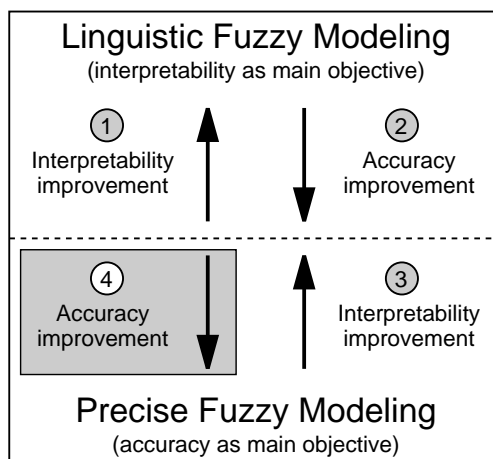 Linguistic Fuzzy Modeling
(interpretability as main objective)
1
Interpretability
improvement
2
Accuracy
improvement
4
Accuracy
improvement
3
Interpretability
improvement
Precise Fuzzy Modeling
(accuracy as main objective)